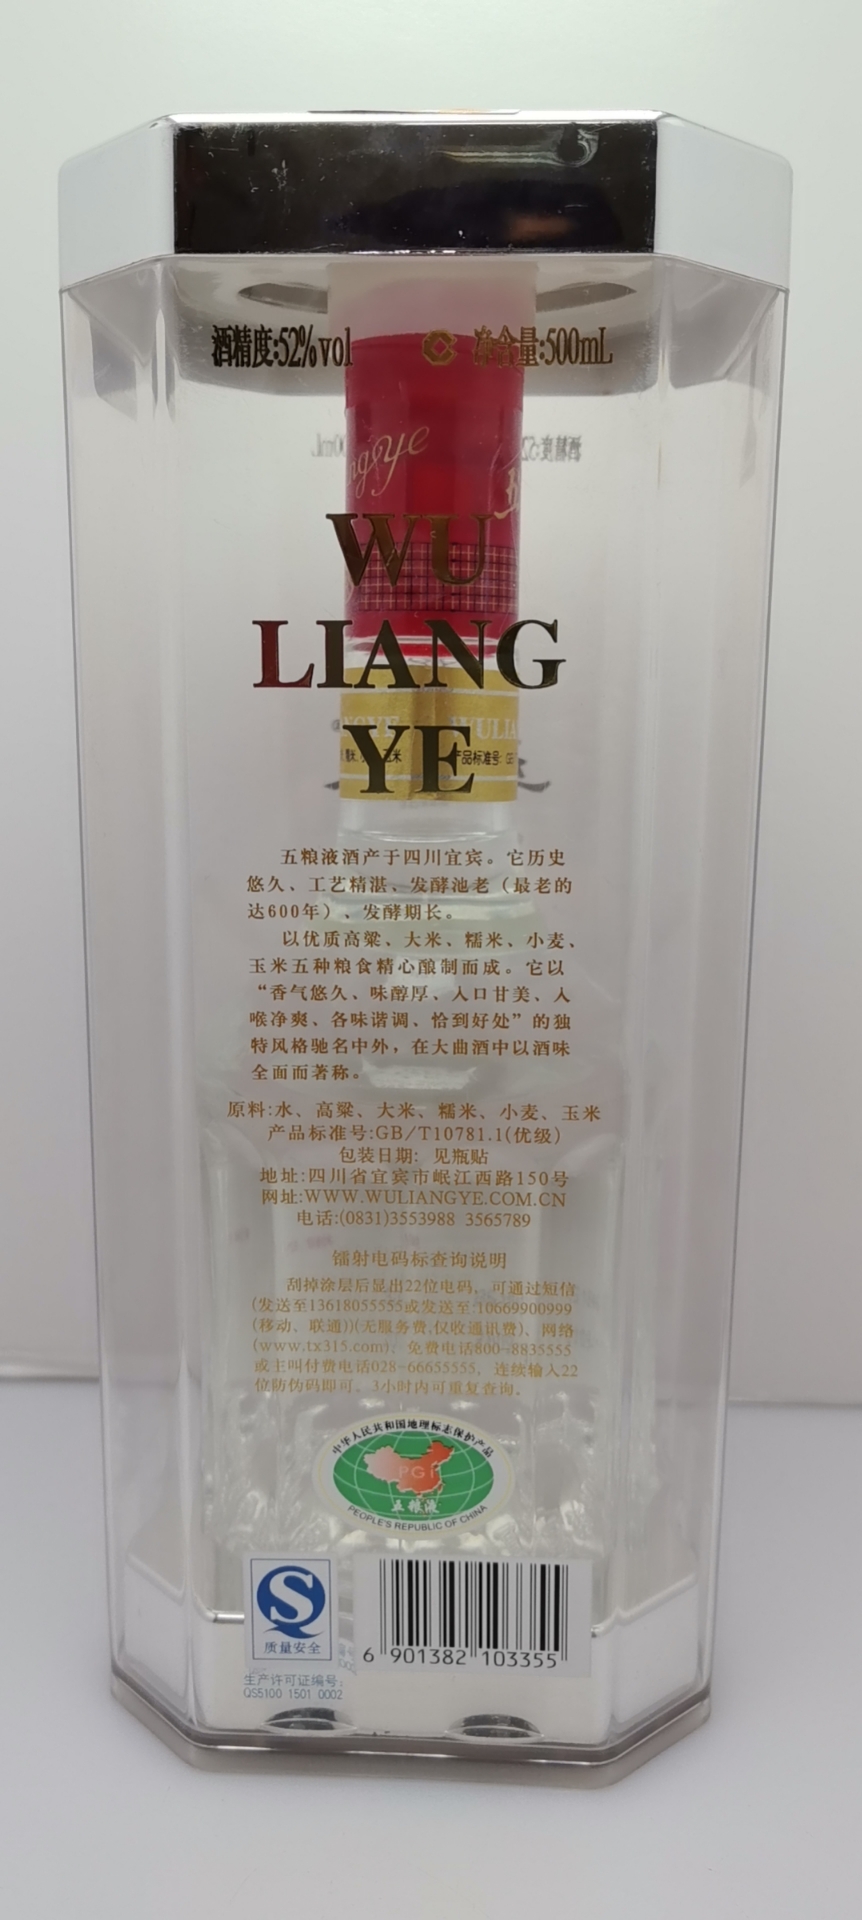 酒精度:52%vol 净含量:500mL
ngye
五
WU
LIANG
YE
WULIA
糯米 玉米 产品标准号: GB
五粮液酒产于四川宜宾。它历史
悠久、工艺精湛、发酵池老（最老的
达600年）、发酵期长。
以优质高粱、大米、糯米、小麦、
玉米五种粮食精心酿制而成。它以
“香气悠久、味醇厚、入口甘美、入
喉净爽、各味谐调、恰到好处”的独
特风格驰名中外，在大曲酒中以酒味
全面而著称。
原料:水、高粱、大米、糯米、小麦、玉米
产品标准号:GB/T10781.1(优级)
包装日期: 见瓶贴
地址:四川省宜宾市岷江西路150号
网址:WWW.WULIANGYE.COM.CN
电话:(0831)3553988 3565789
镭射电码标查询说明
刮掉涂层后显出22位电码，可通过短信
(发送至13618055555或发送至:10669900999
(移动、联通))(无服务费,仅收通讯费)、网络
(www.tx315.com)；免费电话800-8835555
或主叫付费电话028-66655555，连续输入22
位防伪码即可。3小时内可重复查询。
中华人民共和国地理标志保护产品
PGI
五粮液
PEOPLE'S REPUBLIC OF CHINA
S
质量安全
生产许可证编号:
QS5100 1501 0002
6 901382 103355